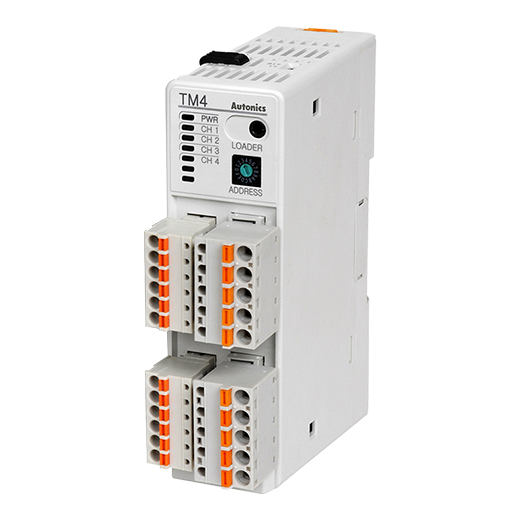 TM4
Autonics
PWR
CH 1
CH 2
CH 3
CH 4
LOADER
ADDRESS